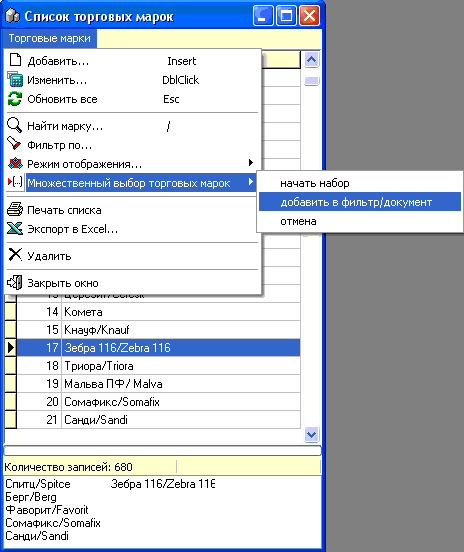 Список торговых марок
Торговые марки
Добавить... Insert
Изменить... DblClick
Обновить все Esc
Найти марку... /
Фильтр по...
Режим отображения...
Множественный выбор торговых марок
начать набор
добавить в фильтр/документ
отмена
Печать списка
Экспорт в Excel...
Удалить
Закрыть окно
14 Комета
15 Кнауф/Knauf
17 Зебра 116/Zebra 116
18 Триора/Triora
19 Мальва ПФ/ Malva
20 Сомафикс/Somafix
21 Санди/Sandi
Количество записей: 680
Спитц/Spitce Зебра 116/Zebra 116
Берг/Berg
Фаворит/Favorit
Сомафикс/Somafix
Санди/Sandi